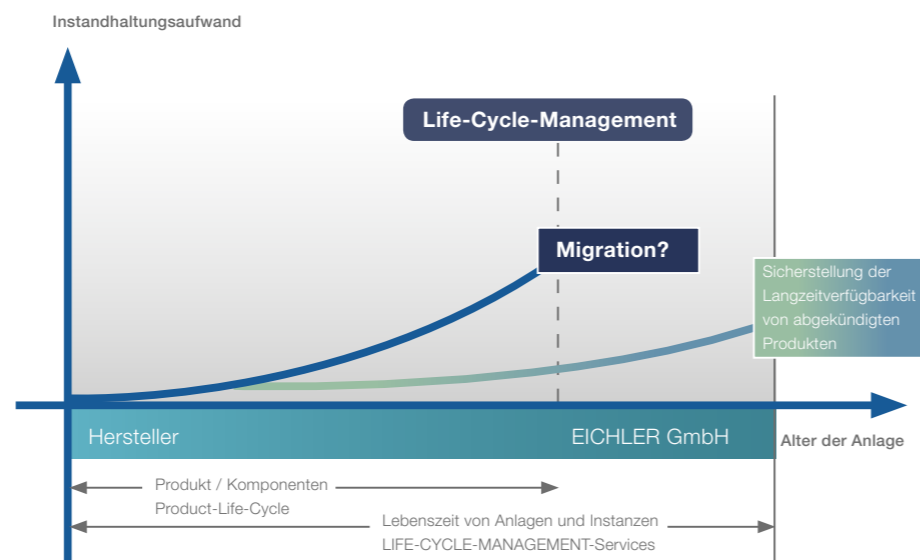 Instandhaltungsaufwand
Life-Cycle-Management
Migration?
Sicherstellung der
Langzeitverfügbarkeit
von abgekündigten
Produkten
Hersteller
EICHLER GmbH
Alter der Anlage
Produkt / Komponenten
Product-Life-Cycle
Lebenszeit von Anlagen und Instanzen
LIFE-CYCLE-MANAGEMENT-Services